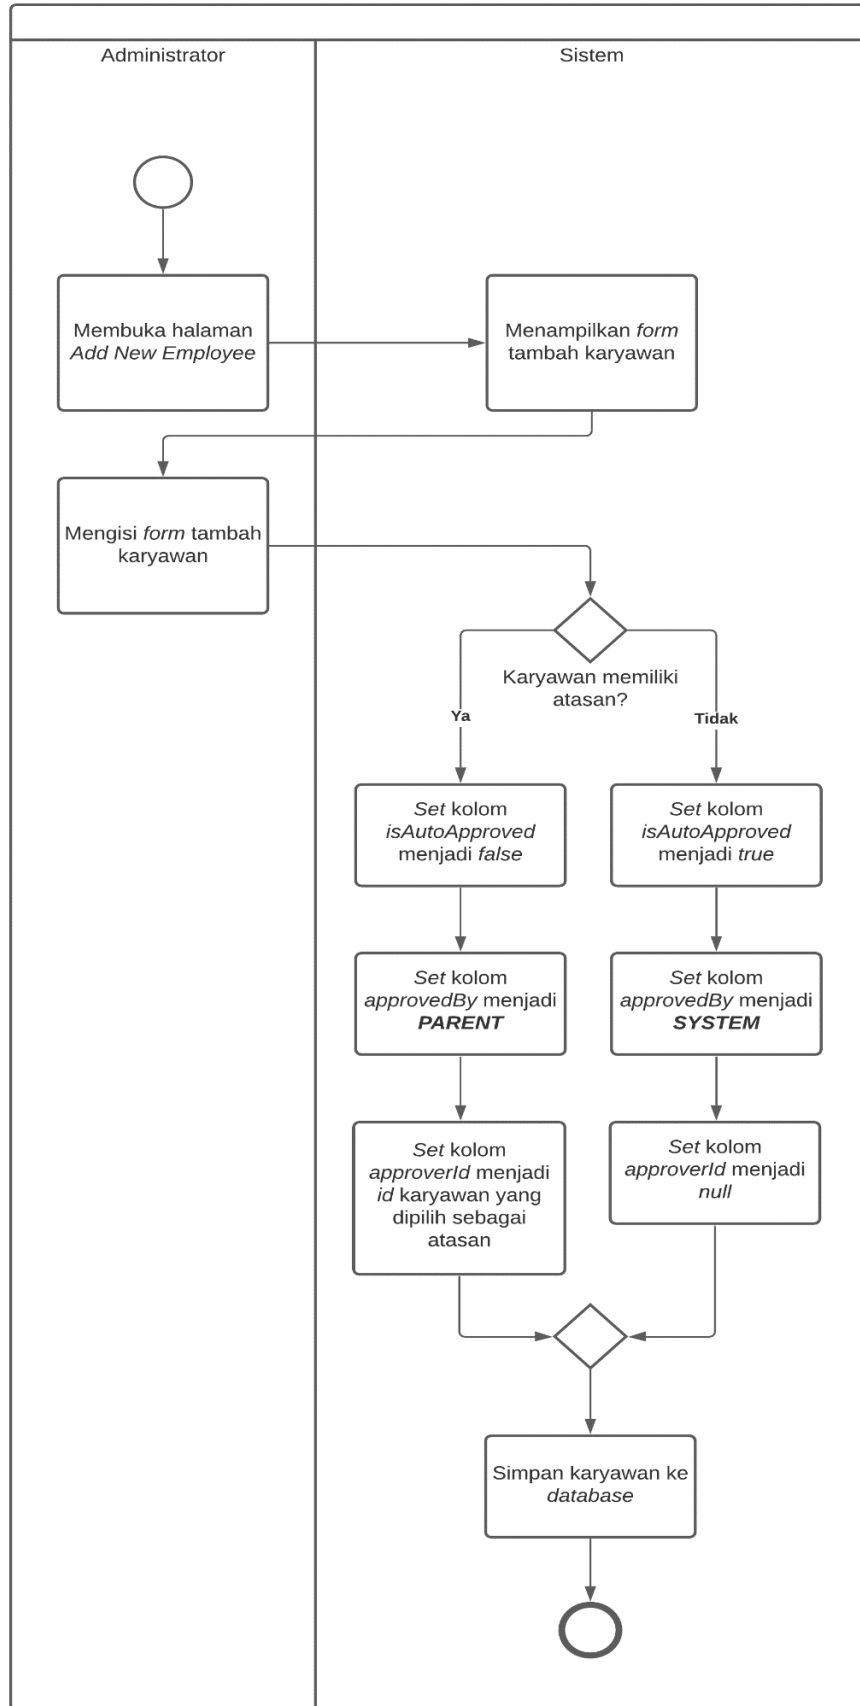 Administrator
Sistem
Membuka halaman
Add New Employee
Menampilkan form
tambah karyawan
Mengisi form tambah
karyawan
Karyawan memiliki
atasan?
Ya
Tidak
Set kolom
isAutoApproved
menjadi false
Set kolom
isAutoApproved
menjadi true
Set kolom
approvedBy menjadi
PARENT
Set kolom
approvedBy menjadi
SYSTEM
Set kolom
approverId menjadi
id karyawan yang
dipilih sebagai
atasan
Set kolom
approverId menjadi
null
Simpan karyawan ke
database